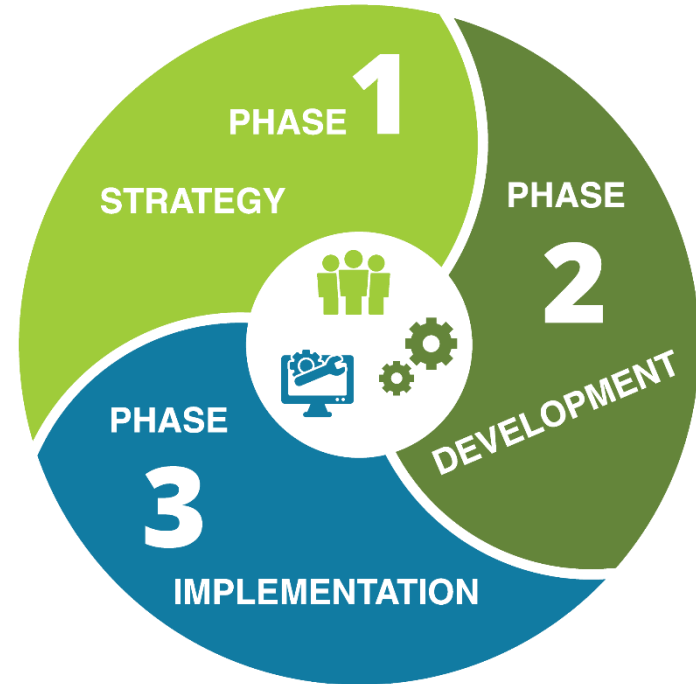 PHASE 1
STRATEGY
PHASE
2
DEVELOPMENT
PHASE
3
IMPLEMENTATION